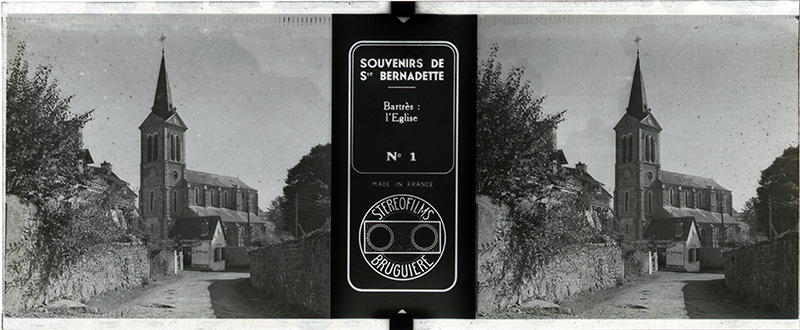 SOUVENIRS DE
Sᵗᵉ BERNADETTE
Bartrès :
l'Eglise
Nº 1
MADE IN FRANCE
STEREOFILMS
BRUGUIERE